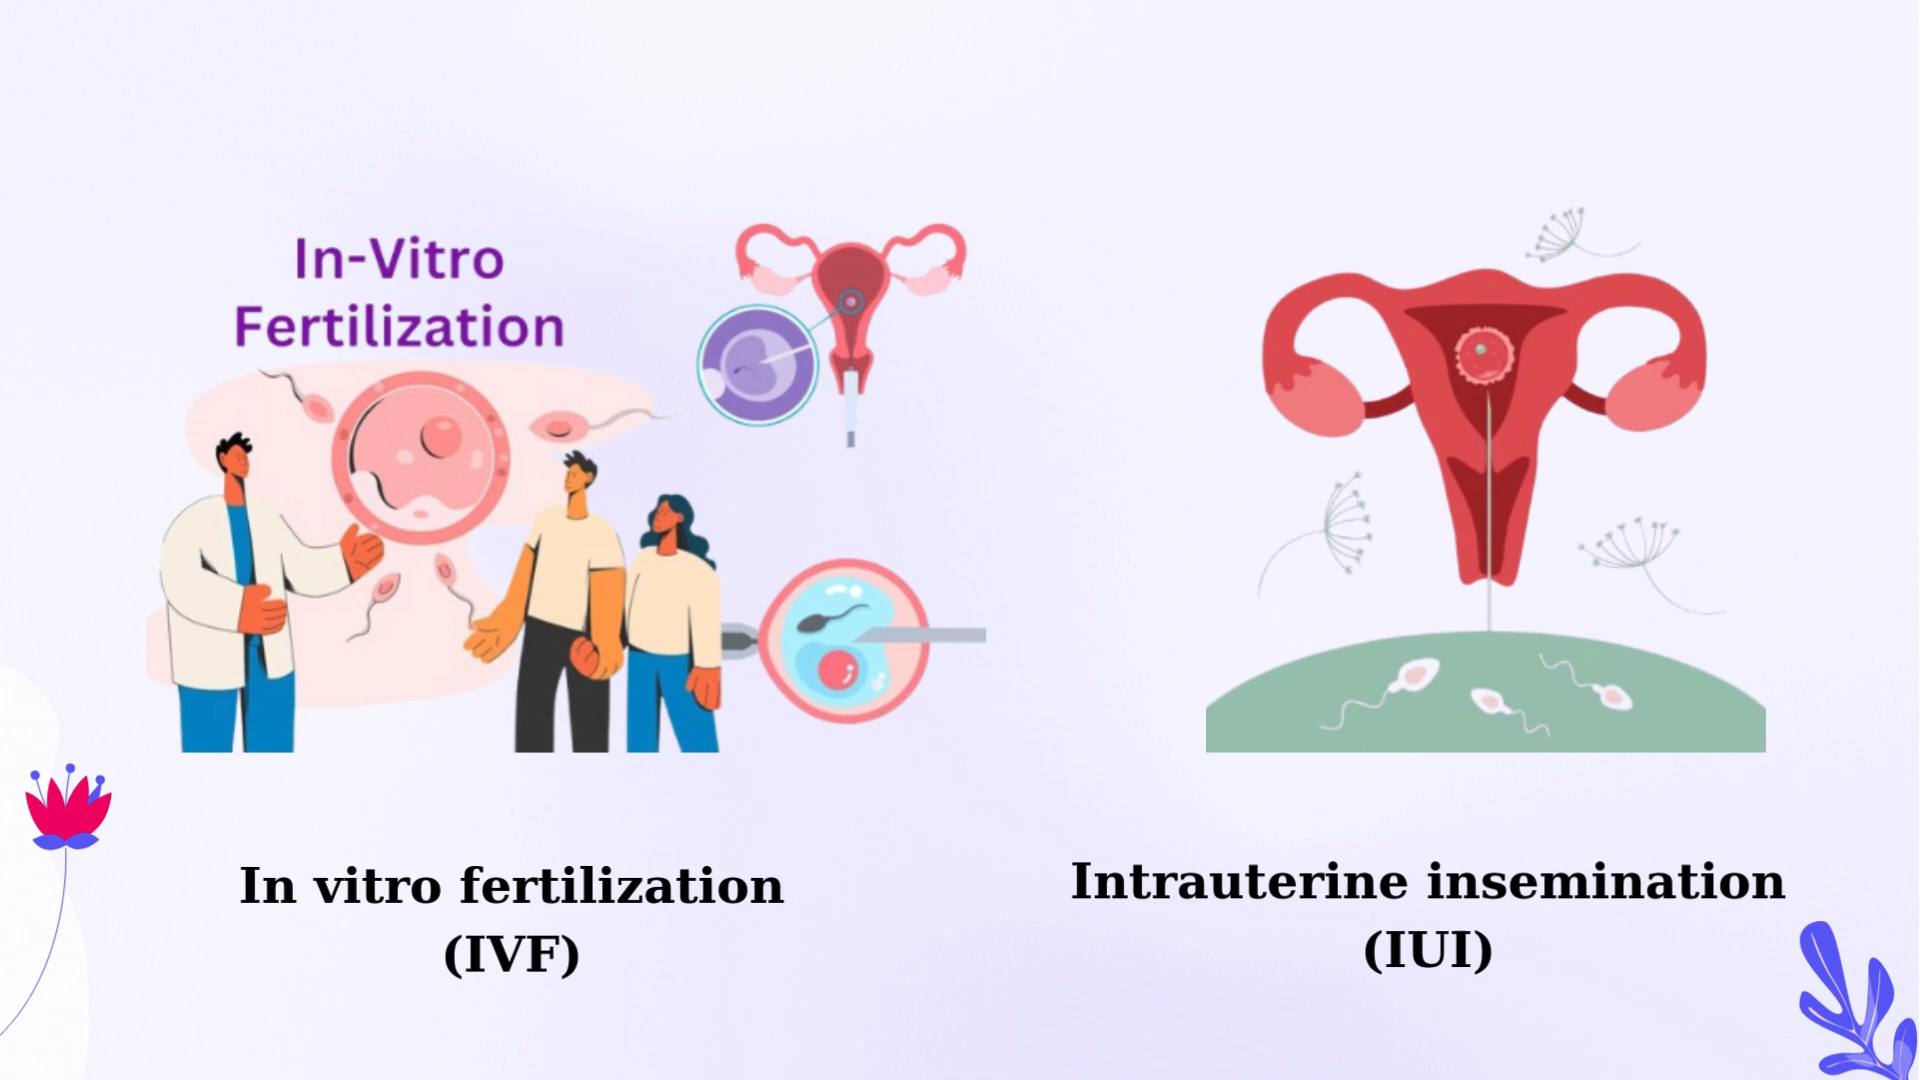 In-Vitro
Fertilization
In vitro fertilization
(IVF)
Intrauterine insemination
(IUI)